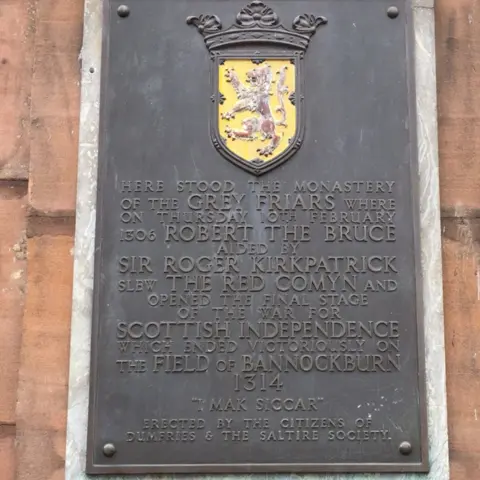 HERE STOOD THE MONASTERY
OF THE GREY FRIARS WHERE
ON THURSDAY 10TH FEBRUARY
1306 ROBERT THE BRUCE
AIDED BY
SIR ROGER KIRKPATRICK
SLEW THE RED COMYN AND
OPENED THE FINAL STAGE
OF THE WAR FOR
SCOTTISH INDEPENDENCE
WHICH ENDED VICTORIOUSLY ON
THE FIELD OF BANNOCKBURN
1314
"I MAK SICCAR"
ERECTED BY THE CITIZENS OF
DUMFRIES & THE SALTIRE SOCIETY.